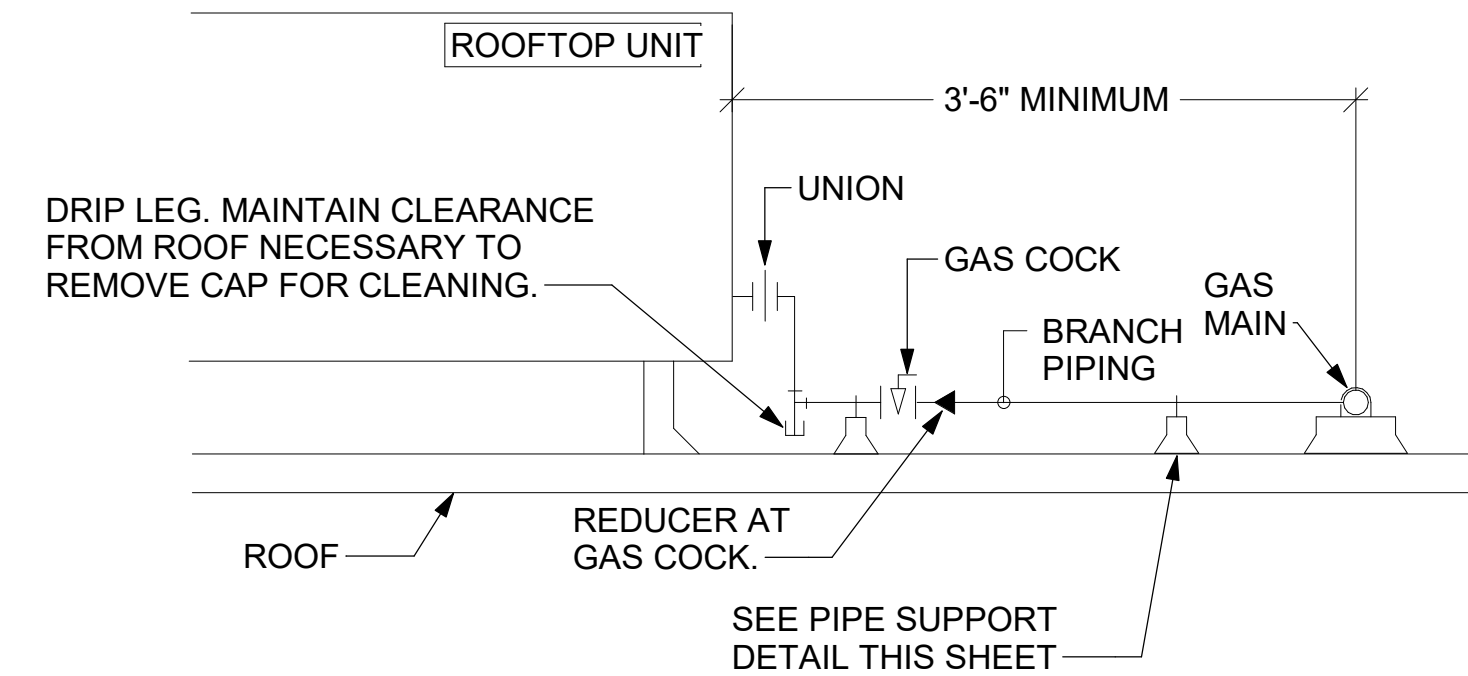 ROOFTOP UNIT
3'-6" MINIMUM
UNION
DRIP LEG. MAINTAIN CLEARANCE
FROM ROOF NECESSARY TO
REMOVE CAP FOR CLEANING.
GAS COCK
GAS
MAIN
BRANCH
PIPING
REDUCER AT
GAS COCK.
ROOF
SEE PIPE SUPPORT
DETAIL THIS SHEET